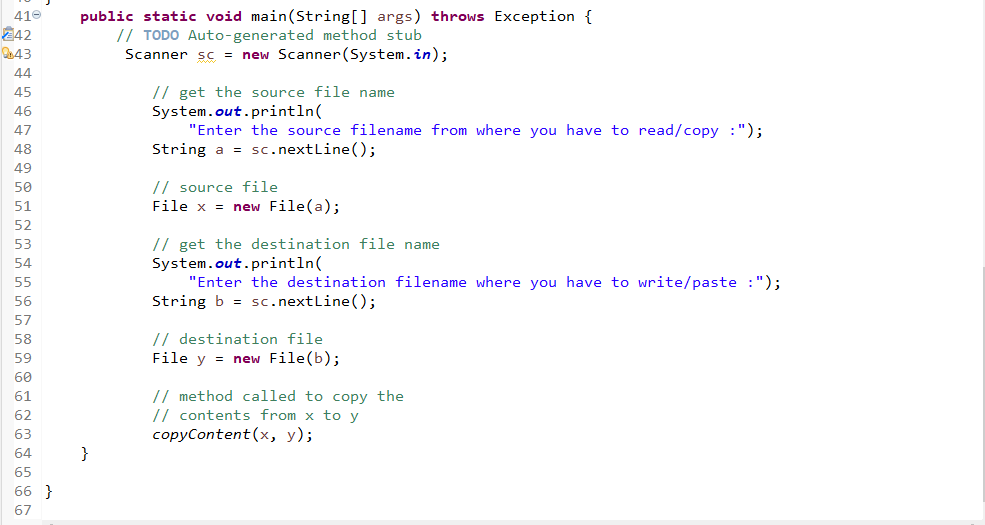 41 public static void main(String[] args) throws Exception {
42 // TODO Auto-generated method stub
43 Scanner sc = new Scanner(System.in);
44
45 // get the source file name
46 System.out.println(
47 "Enter the source filename from where you have to read/copy :");
48 String a = sc.nextLine();
49
50 // source file
51 File x = new File(a);
52
53 // get the destination file name
54 System.out.println(
55 "Enter the destination filename where you have to write/paste :");
56 String b = sc.nextLine();
57
58 // destination file
59 File y = new File(b);
60
61 // method called to copy the
62 // contents from x to y
63 copyContent(x, y);
64 }
65
66 }
67